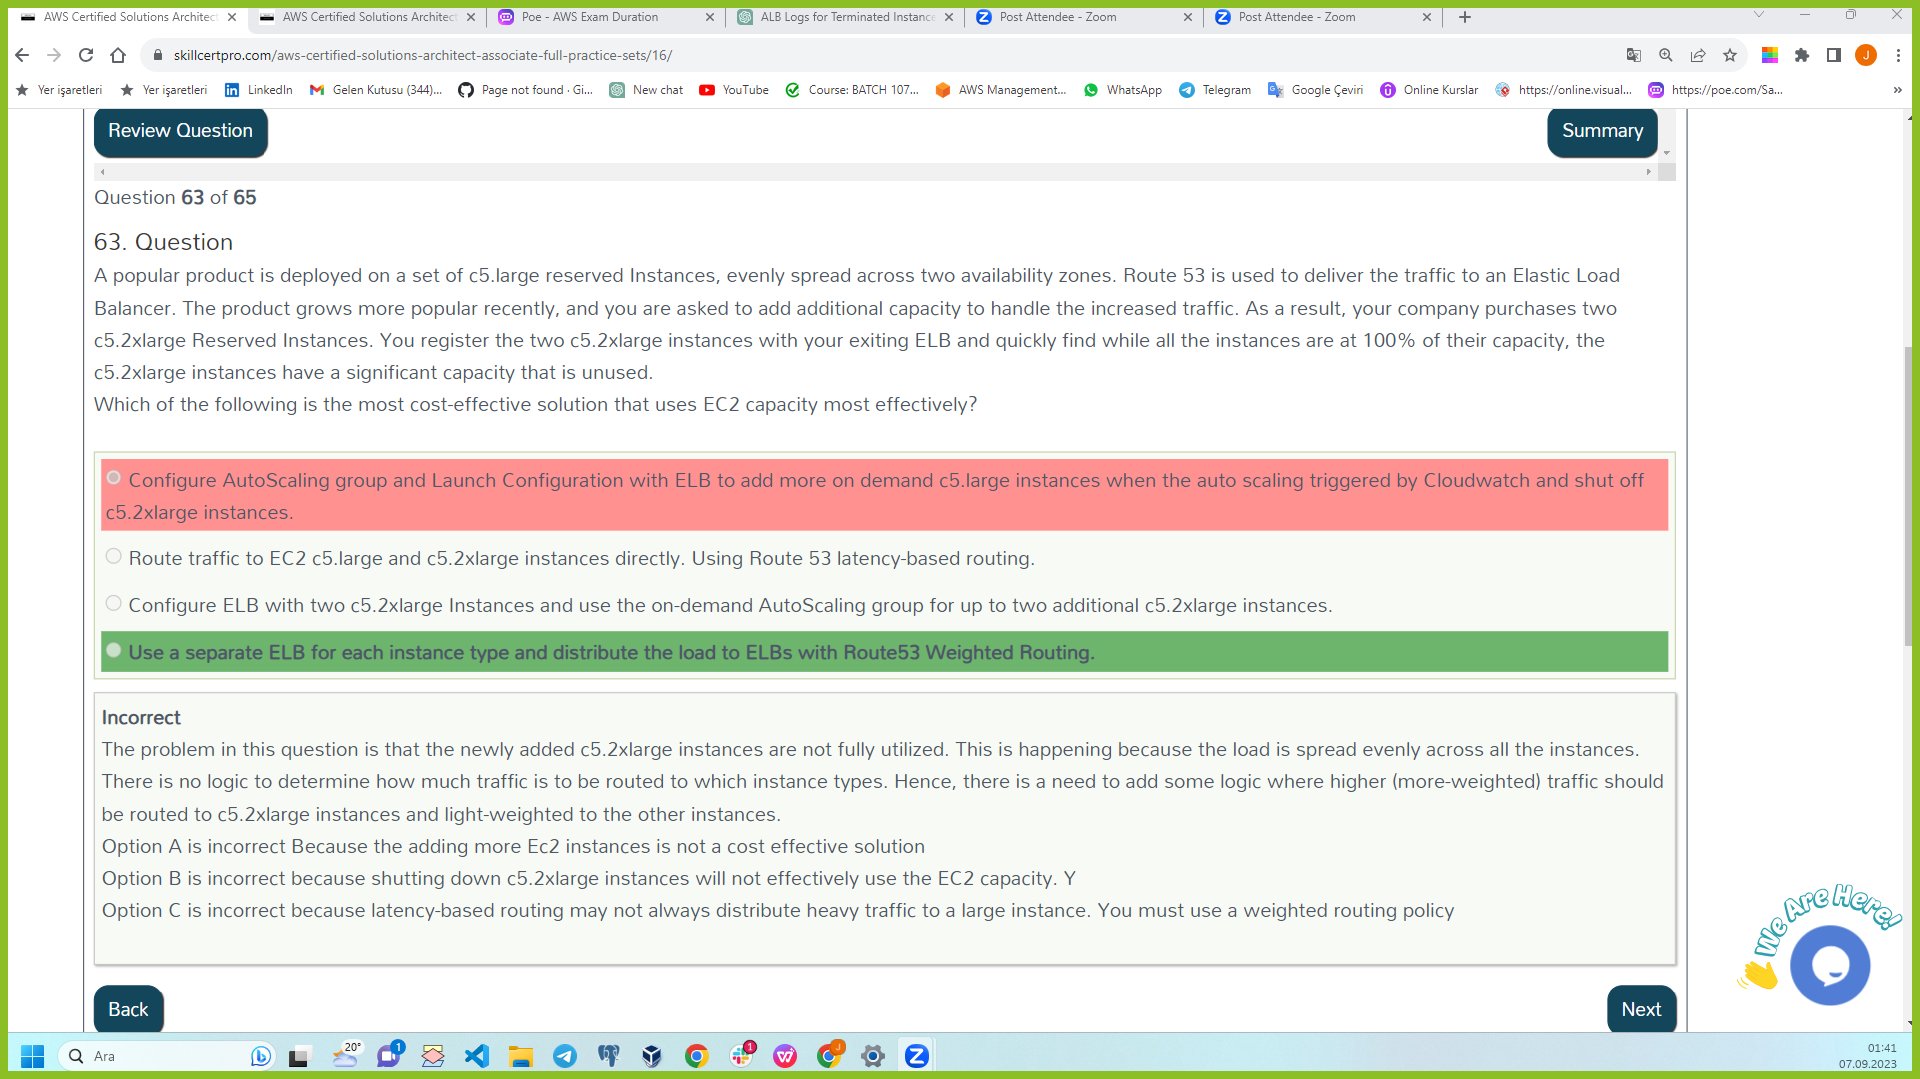 AWS Certified Solutions Architect
AWS Certified Solutions Architect
Poe - AWS Exam Duration
ALB Logs for Terminated Instance
Post Attendee - Zoom
Post Attendee - Zoom
skillcertpro.com/aws-certified-solutions-architect-associate-full-practice-sets/16/
J
Yer işaretleri
Yer işaretleri
LinkedIn
Gelen Kutusu (344)...
Page not found · Gi...
New chat
YouTube
Course: BATCH 107...
AWS Management...
WhatsApp
Telegram
Google Çeviri
Online Kurslar
https://online.visual...
https://poe.com/Sa...
»
Review Question
Summary
Question 63 of 65
63. Question
A popular product is deployed on a set of c5.large reserved Instances, evenly spread across two availability zones. Route 53 is used to deliver the traffic to an Elastic Load
Balancer. The product grows more popular recently, and you are asked to add additional capacity to handle the increased traffic. As a result, your company purchases two
c5.2xlarge Reserved Instances. You register the two c5.2xlarge instances with your exiting ELB and quickly find while all the instances are at 100% of their capacity, the
c5.2xlarge instances have a significant capacity that is unused.
Which of the following is the most cost-effective solution that uses EC2 capacity most effectively?
Configure AutoScaling group and Launch Configuration with ELB to add more on demand c5.large instances when the auto scaling triggered by Cloudwatch and shut off
c5.2xlarge instances.
Route traffic to EC2 c5.large and c5.2xlarge instances directly. Using Route 53 latency-based routing.
Configure ELB with two c5.2xlarge Instances and use the on-demand AutoScaling group for up to two additional c5.2xlarge instances.
Use a separate ELB for each instance type and distribute the load to ELBs with Route53 Weighted Routing.
Incorrect
The problem in this question is that the newly added c5.2xlarge instances are not fully utilized. This is happening because the load is spread evenly across all the instances.
There is no logic to determine how much traffic is to be routed to which instance types. Hence, there is a need to add some logic where higher (more-weighted) traffic should
be routed to c5.2xlarge instances and light-weighted to the other instances.
Option A is incorrect Because the adding more Ec2 instances is not a cost effective solution
Option B is incorrect because shutting down c5.2xlarge instances will not effectively use the EC2 capacity. Y
Option C is incorrect because latency-based routing may not always distribute heavy traffic to a large instance. You must use a weighted routing policy
We Are Here!
Back
Next
Ara
20°
1
1
J
01:41
07.09.2023